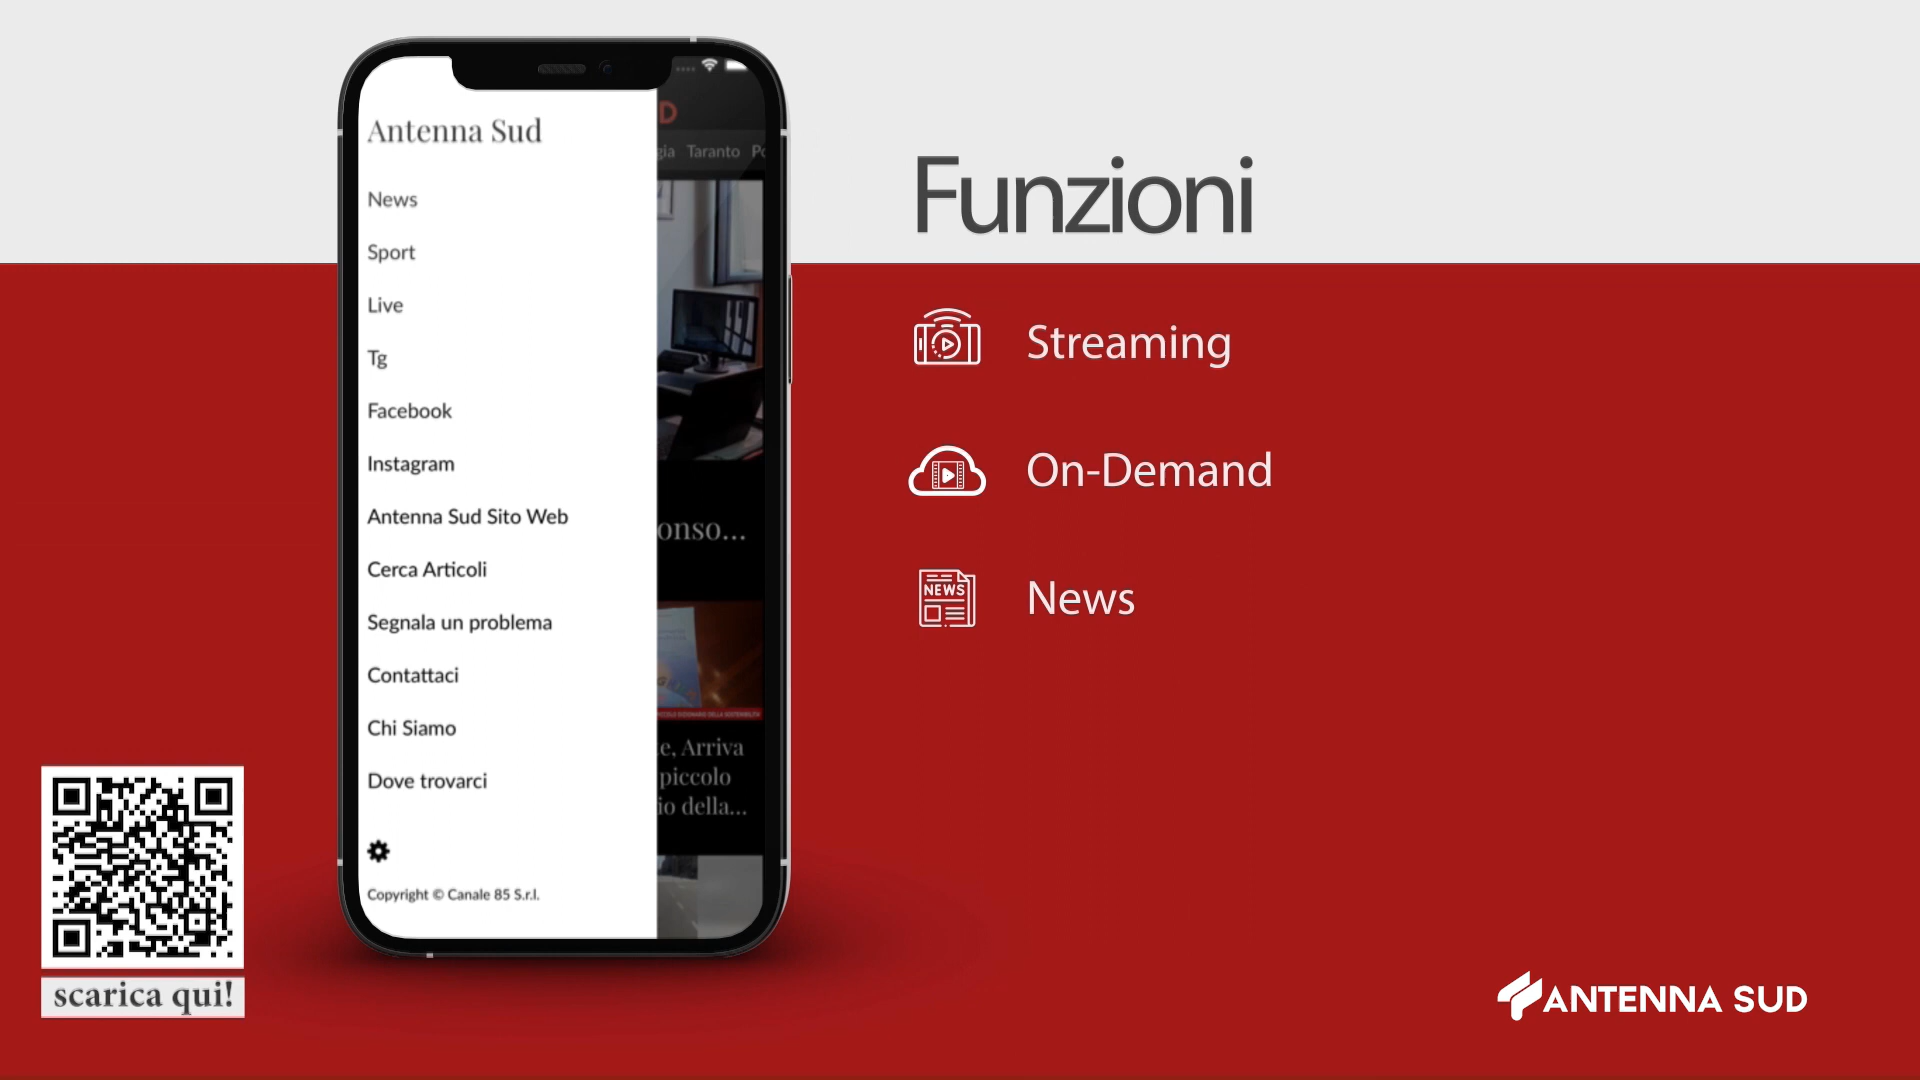 Antenna Sud
News
Sport
Live
Tg
Facebook
Instagram
Antenna Sud Sito Web
Cerca Articoli
Segnala un problema
Contattaci
Chi Siamo
Dove trovarci
Copyright © Canale 85 S.r.l.
D
gia Taranto Po
onso...
e, Arriva
piccolo
io della...
Funzioni
Streaming
On-Demand
NEWS
News
scarica qui!
ANTENNA SUD